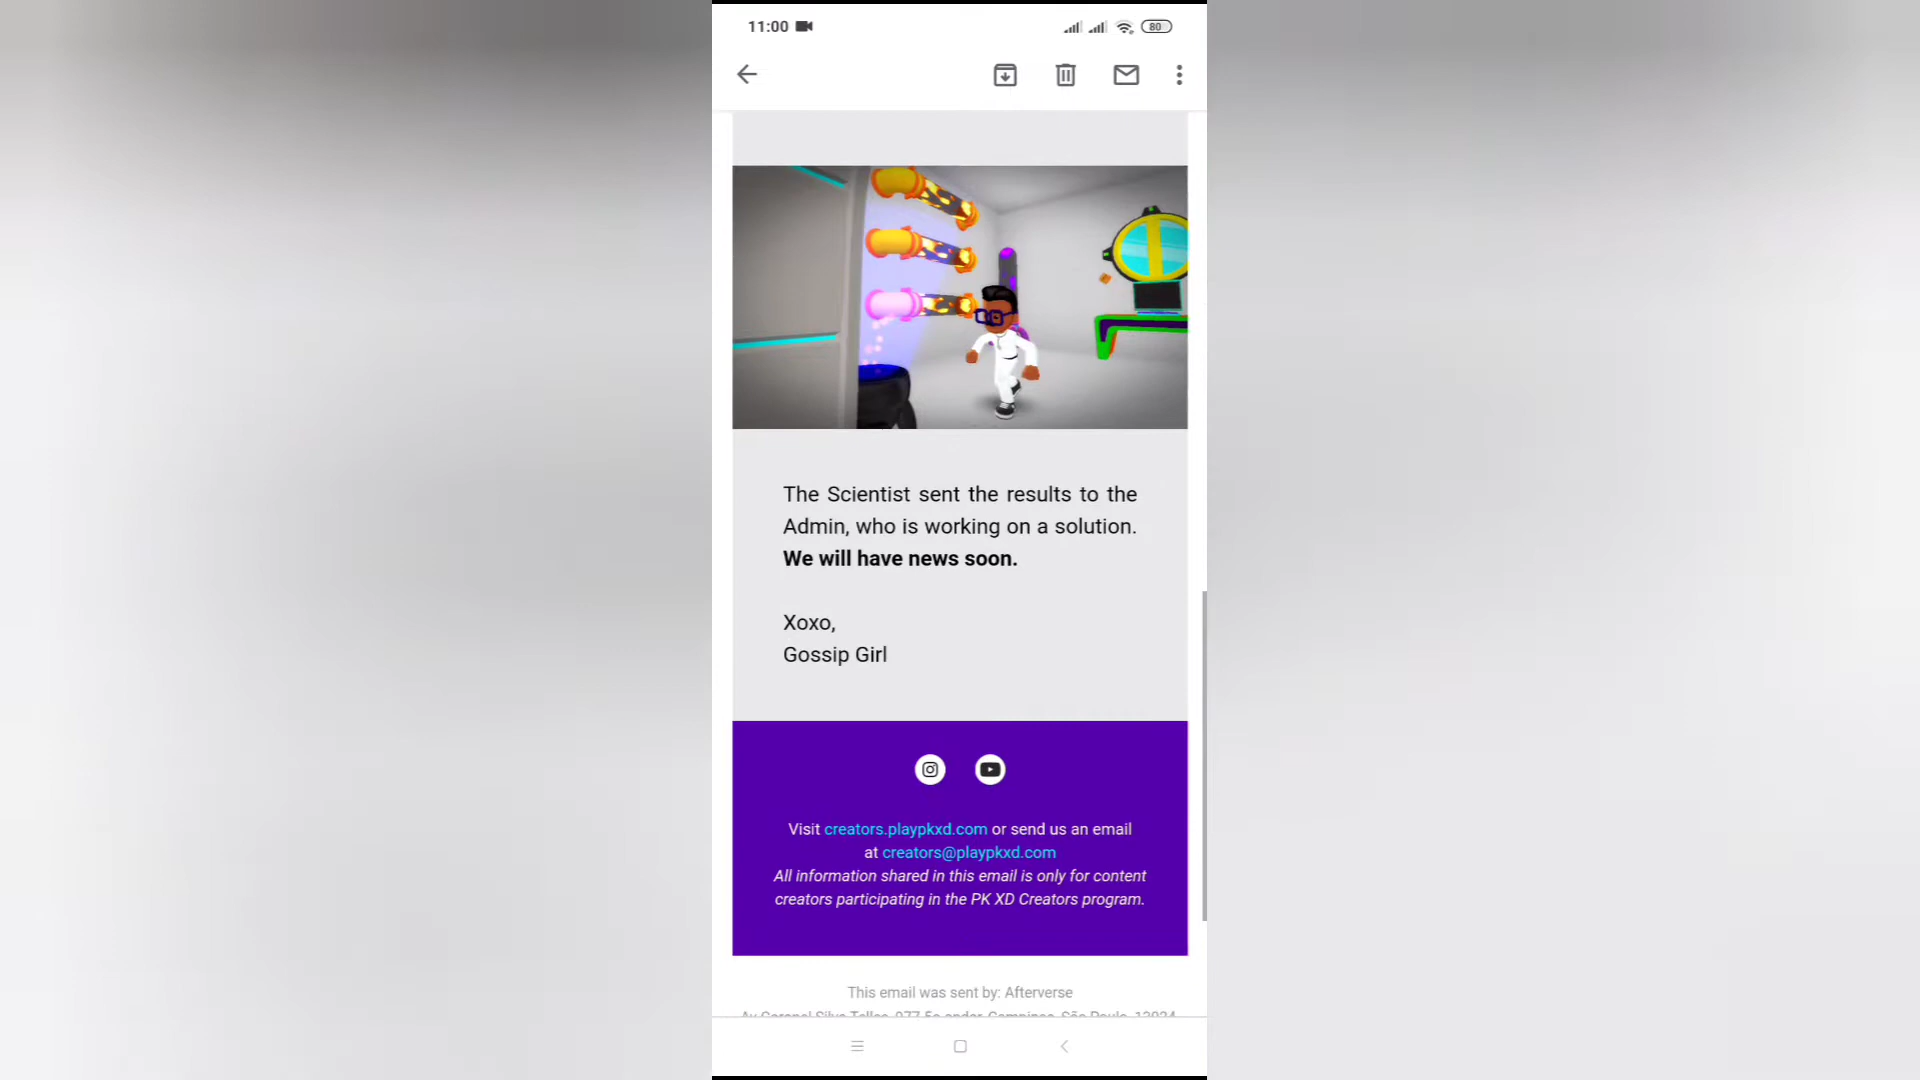 11:00
80
The Scientist sent the results to the
Admin, who is working on a solution.
We will have news soon.
Xoxo,
Gossip Girl
Visit creators.playpkxd.com or send us an email
at creators@playpkxd.com
All information shared in this email is only for content
creators participating in the PK XD Creators program.
This email was sent by: Afterverse